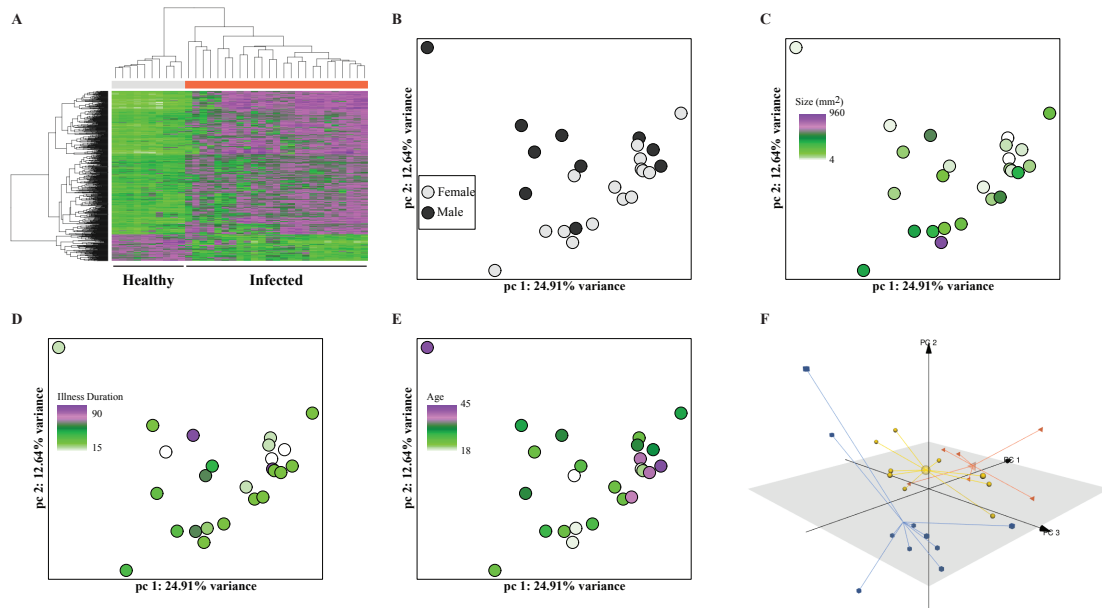 A
Healthy
Infected
B
pc 2: 12.64% variance
Female
Male
pc 1: 24.91% variance
C
pc 2: 12.64% variance
Size (mm²)
960
4
pc 1: 24.91% variance
D
pc 2: 12.64% variance
Illness Duration
90
15
pc 1: 24.91% variance
E
pc 2: 12.64% variance
Age
45
18
pc 1: 24.91% variance
F
PC 2
PC 1
PC 3